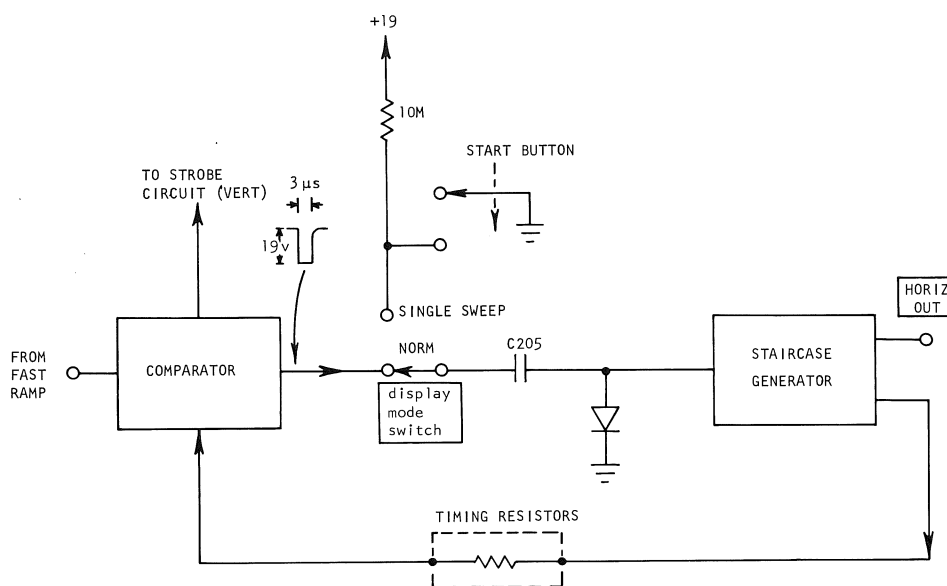 +19
10M
START BUTTON
TO STROBE
CIRCUIT (VERT)
3 μs
19v
SINGLE SWEEP
HORIZ
OUT
FROM
FAST
RAMP
COMPARATOR
NORM
C205
STAIRCASE
GENERATOR
display
mode
switch
TIMING RESISTORS